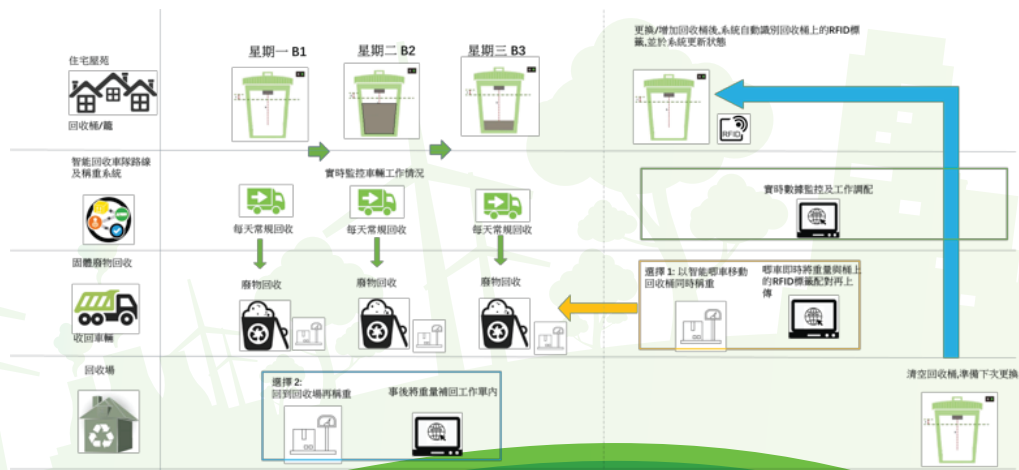 住宅屋苑
回收桶/籠
星期一 B1
星期二 B2
星期三 B3
更換/增加回收桶後,系統自動識別回收桶上的RFID標
籤,並於系統更新狀態
RFID
智能回收車隊路線
及稱重系統
實時監控車輛工作情況
每天常規回收
每天常規回收
每天常規回收
實時數據監控及工作調配
固體廢物回收
收回車輛
廢物回收
廢物回收
廢物回收
選擇 1: 以智能唧車移動
回收桶同時稱重
唧車即時將重量與桶上
的RFID標籤配對再上
傳
回收場
選擇 2:
回到回收場再稱重
事後將重量補回工作單內
清空回收桶,準備下次更換